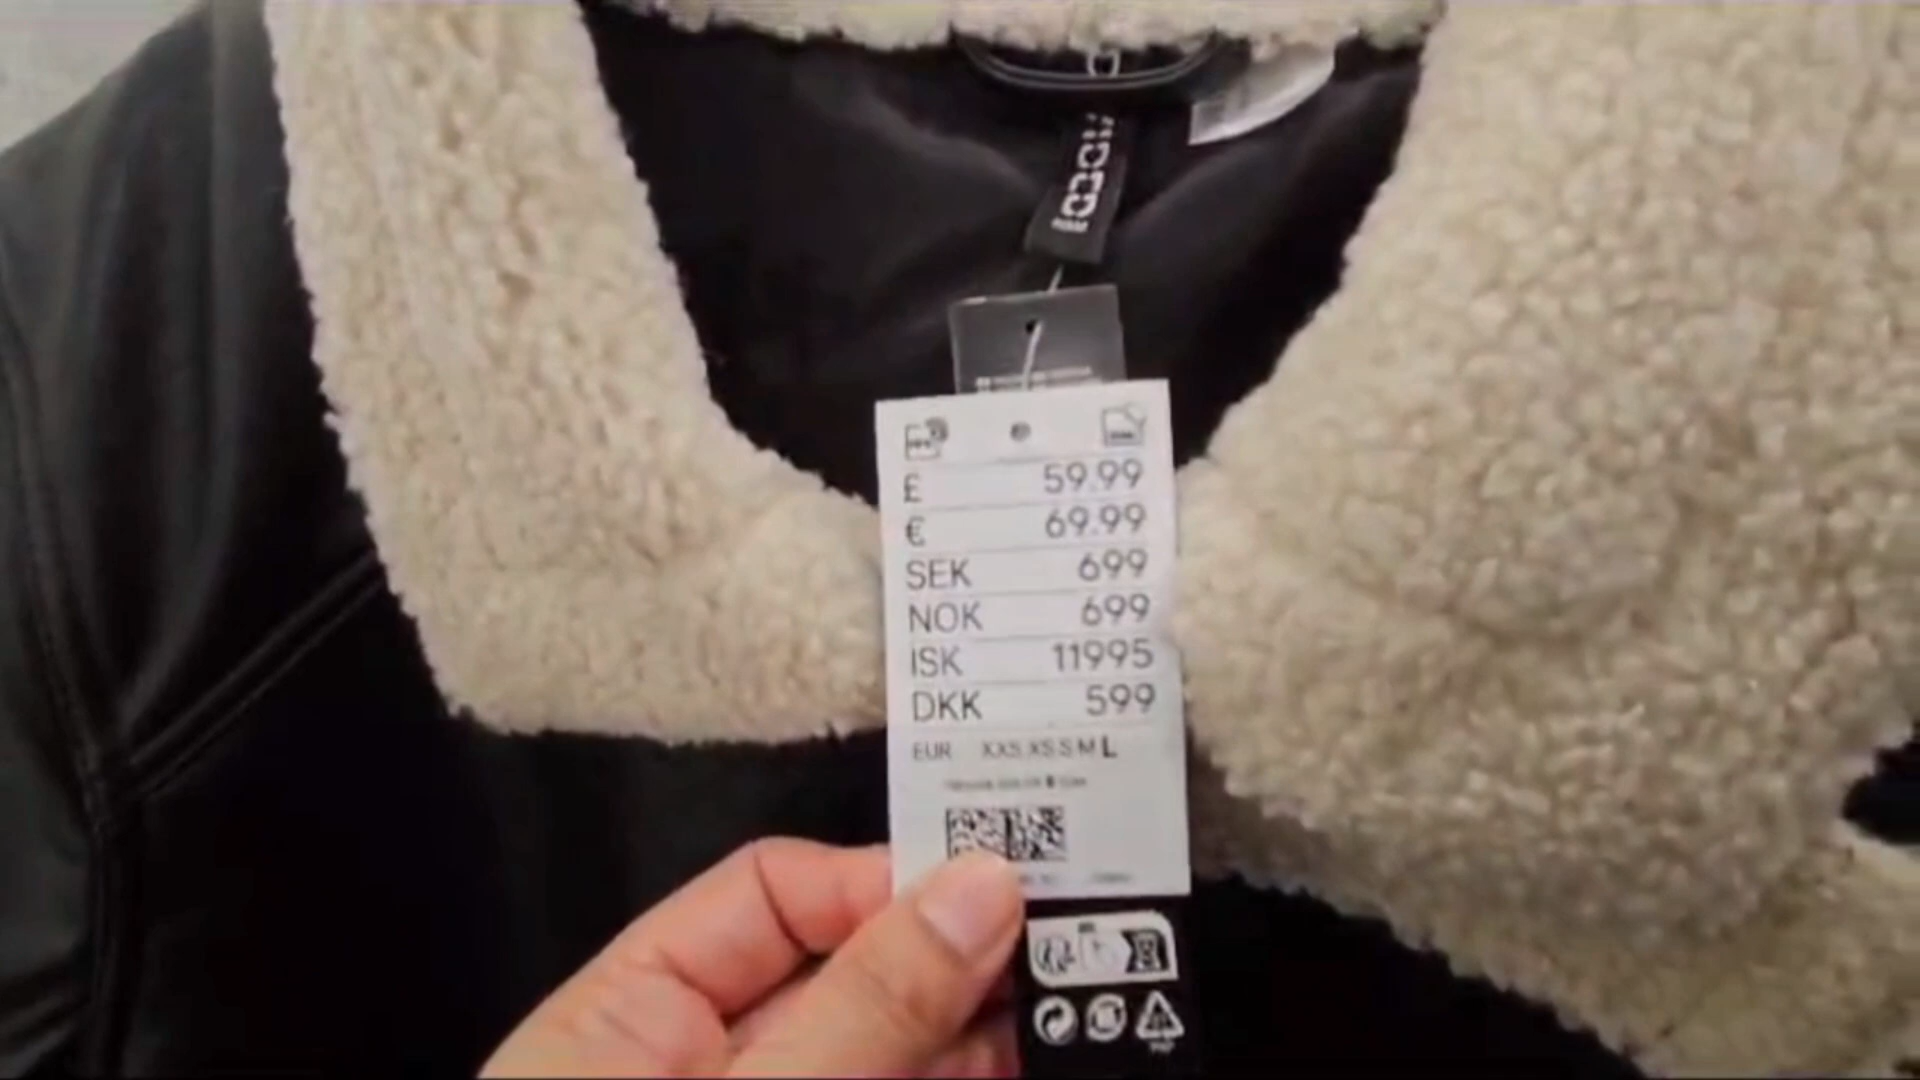 £ 59.99
€ 69.99
SEK 699
NOK 699
ISK 11995
DKK 599
EUR XXS XS S M L